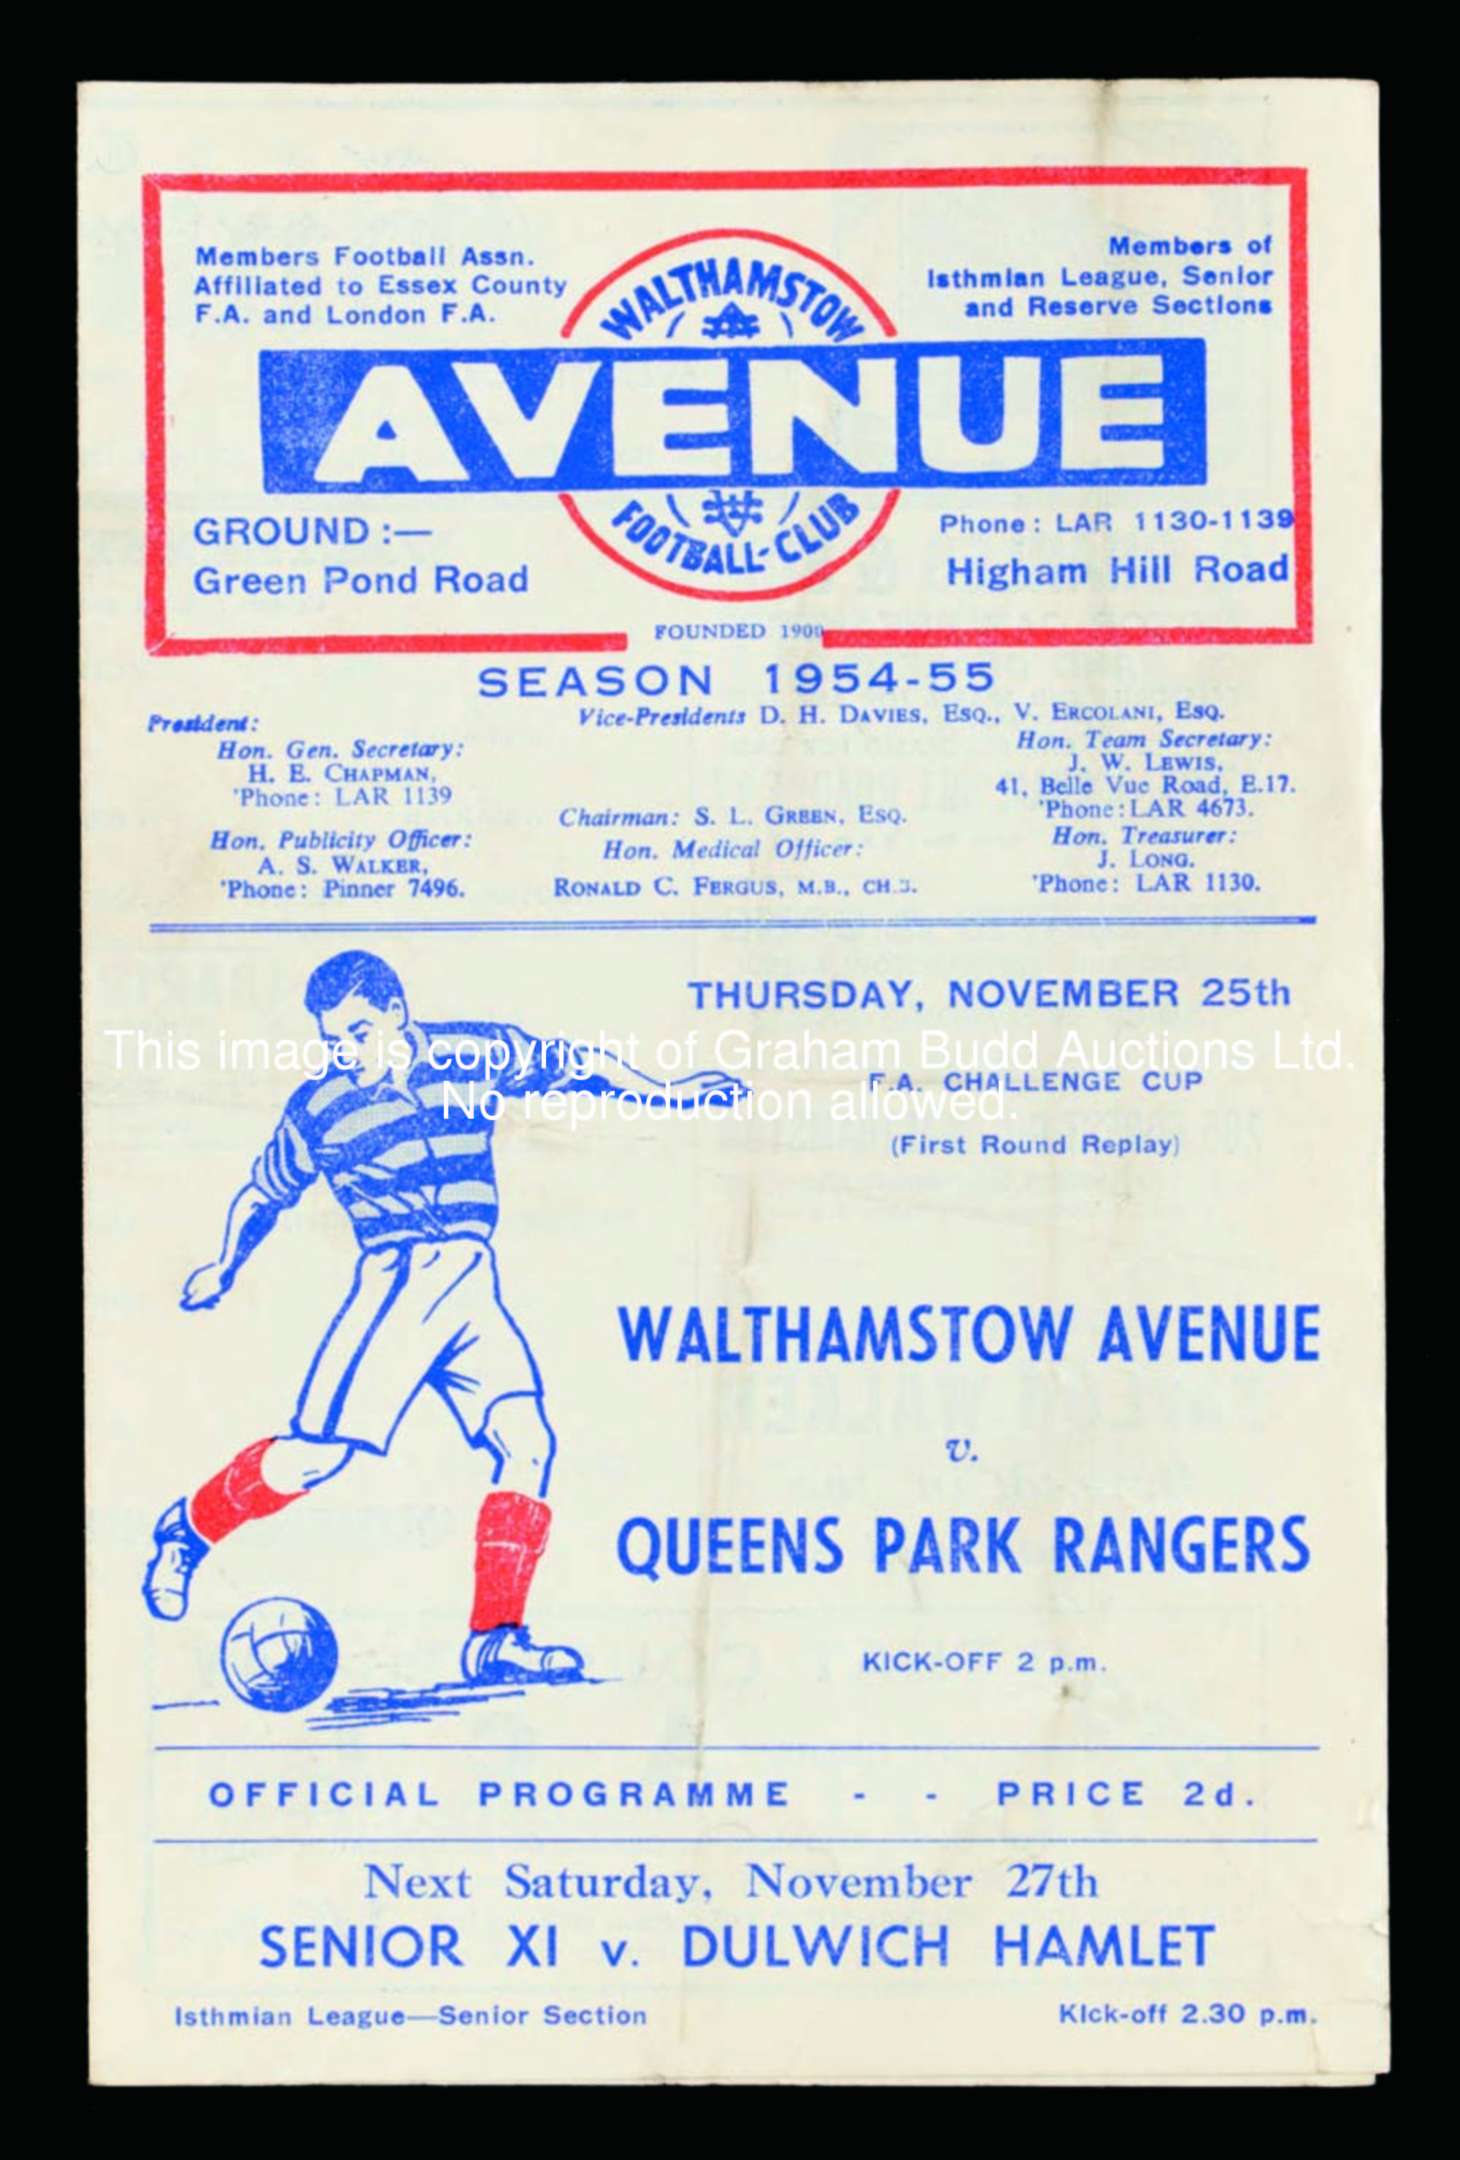 Members Football Assn.
Affiliated to Essex County
F.A. and London F.A.
Members of
Isthmian League, Senior
and Reserve Sections
WALTHAMSTOW
AVENUE
FOOTBALL-CLUB
GROUND :—
Green Pond Road
Phone: LAR 1130-1139
Higham Hill Road
FOUNDED 1900
SEASON 1954-55
President:
Vice-Presidents D. H. DAVIES, ESQ., V. ERCOLANI, ESQ.
Hon. Gen. Secretary:
H. E. CHAPMAN,
'Phone: LAR 1139
Hon. Team Secretary:
J. W. LEWIS,
41, Belle Vue Road, E.17.
'Phone: LAR 4673.
Chairman: S. L. GREEN, ESQ.
Hon. Publicity Officer:
A. S. WALKER,
'Phone: Pinner 7496.
Hon. Medical Officer:
RONALD C. FERGUS, M.B., CH.B.
Hon. Treasurer:
J. LONG.
'Phone: LAR 1130.
THURSDAY, NOVEMBER 25th
This image is copyright of Graham Budd Auctions Ltd.
F.A. CHALLENGE CUP
No reproduction allowed.
(First Round Replay)
WALTHAMSTOW AVENUE
v.
QUEENS PARK RANGERS
KICK-OFF 2 p.m.
OFFICIAL PROGRAMME - - PRICE 2d.
Next Saturday, November 27th
SENIOR XI v. DULWICH HAMLET
Isthmian League—Senior Section
Kick-off 2.30 p.m.